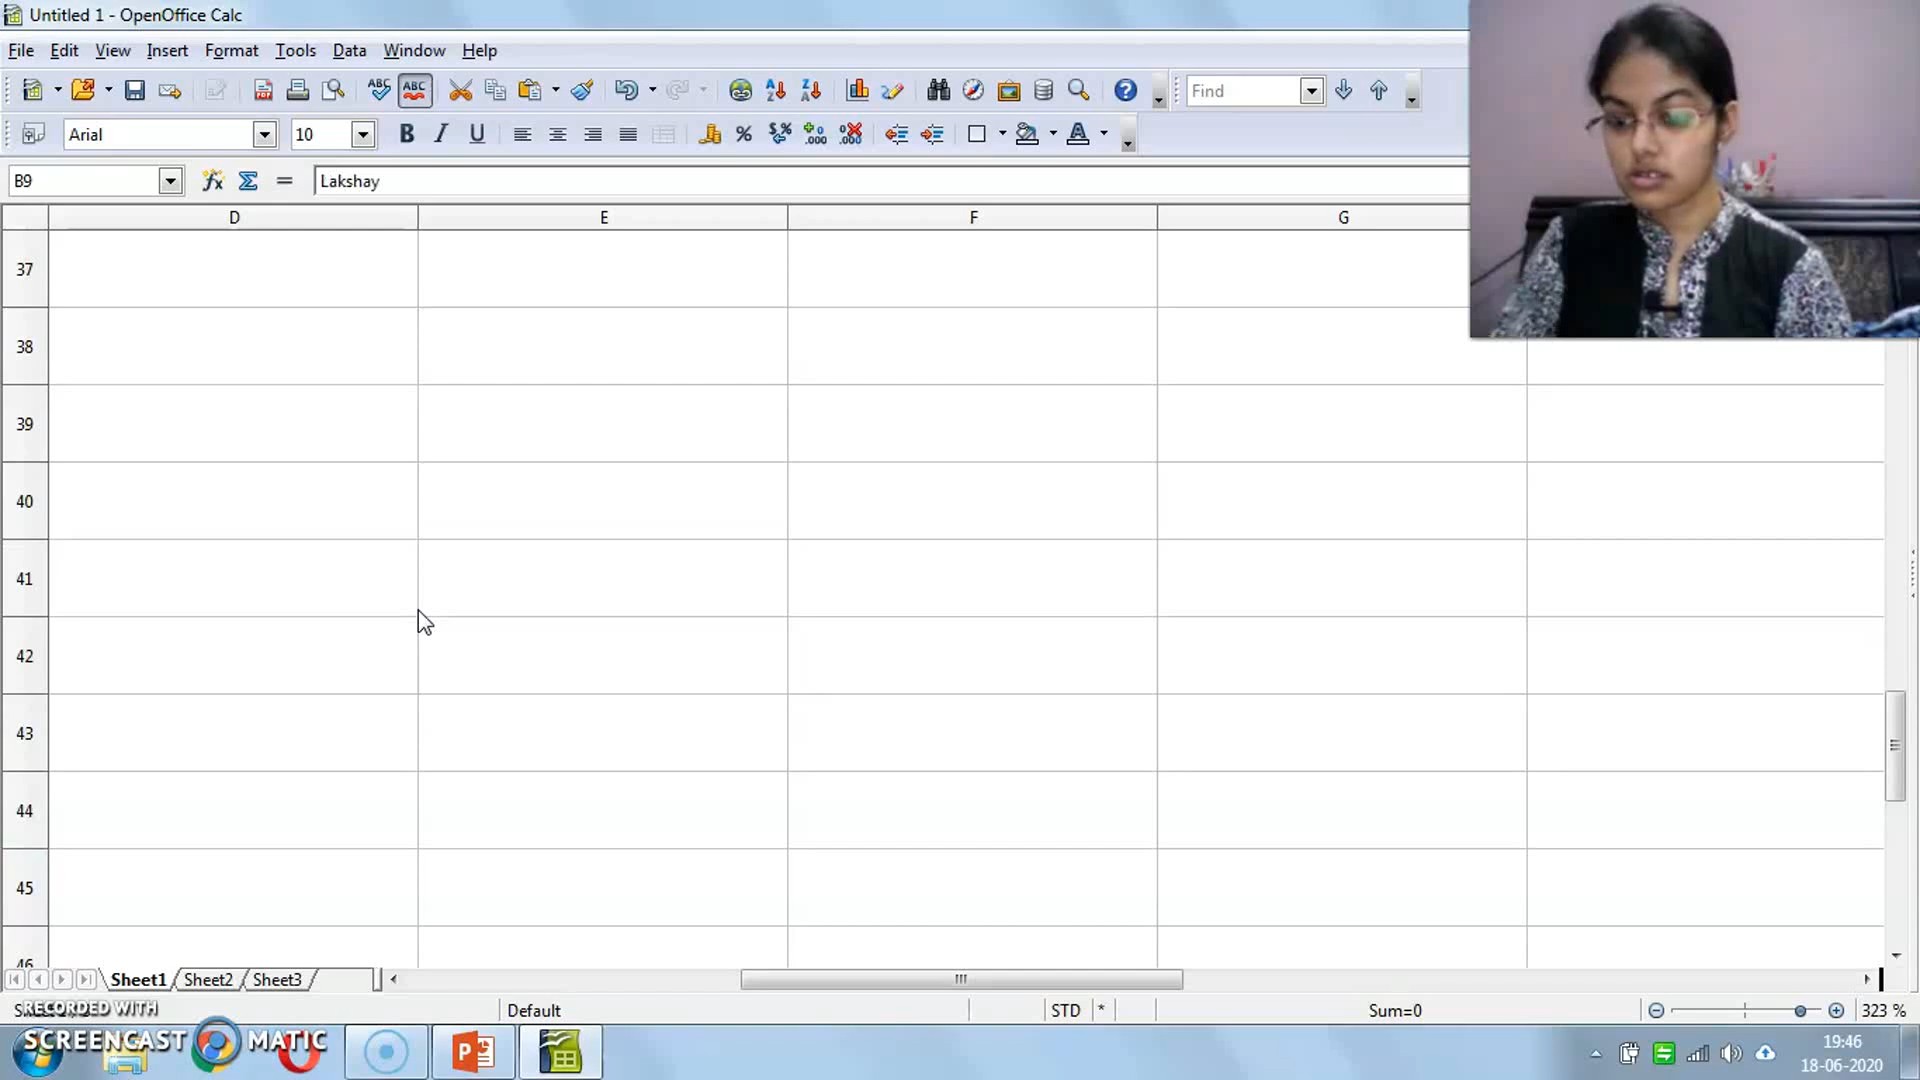 Untitled 1 - OpenOffice Calc
File Edit View Insert Format Tools Data Window Help
Find
Arial 10
B9 Lakshay
D E F G
37
38
39
40
41
42
43
44
45
46
Sheet1 Sheet2 Sheet3
Default STD * Sum=0 323 %
RECORDED WITH
SCREENCAST MATIC
19:46
18-06-2020